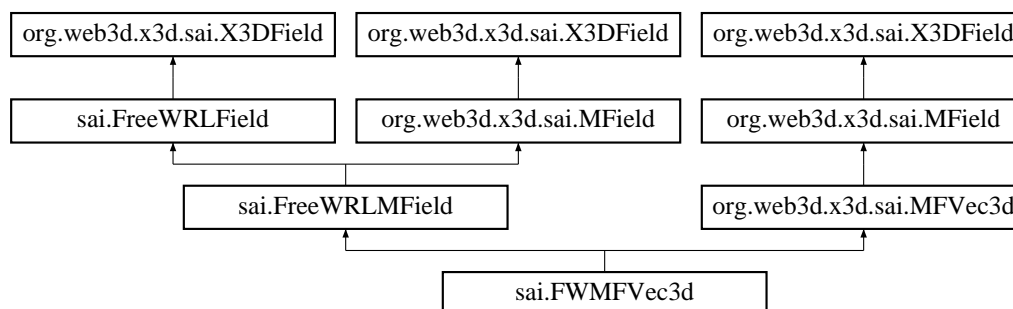 org.web3d.x3d.sai.X3DField
org.web3d.x3d.sai.X3DField
org.web3d.x3d.sai.X3DField
sai.FreeWRLField
org.web3d.x3d.sai.MField
org.web3d.x3d.sai.MField
sai.FreeWRLMField
org.web3d.x3d.sai.MFVec3d
sai.FWMFVec3d